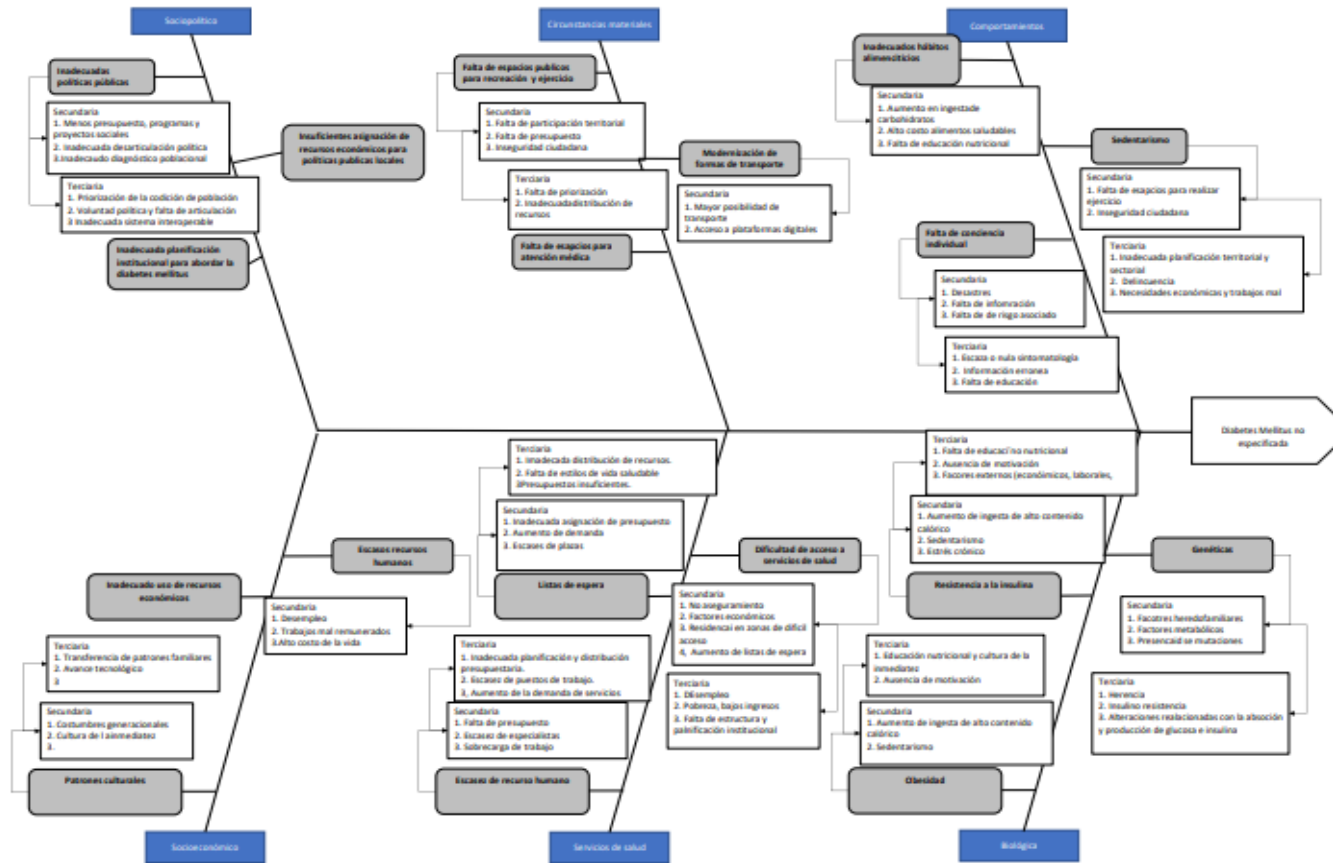 Sociopolítica
Circunstancias materiales
Comportamientos
Inadecuadas
políticas públicas
Secundaria
1. Menos presupuesto, programas y
proyectos sociales
2. Inadecuada desarticulación política
3.Inadecaudo diagnóstico poblacional
Insuficientes asignación de
recursos económicos para
políticas publicas locales
Terciaria
1. Priorización de la codición de población
2. Voluntad política y falta de articulación
3 Inadecuada sistema interoperable
Inadecuada planificación
institucional para abordar la
diabetes mellitus
Falta de espacios publicos
para recreación y ejercicio
Secundaria
1. Falta de participación territorial
2. Falta de presupuesto
3. Inseguridad ciudadana
Modernización de
formas de transporte
Secundaria
1. Mayor posibilidad de
transporte
2. Acceso a plataformas digitales
Terciaria
1. Falta de priorización
2. Inadecuadadistribución de
recursos
Falta de esapcios para
atención médica
Inadecuados hábitos
alimenciticios
Secundaria
1. Aumento en ingestade
carbohidratos
2. Alto costo alimentos saludables
3. Falta de educación nutricional
Sedentarismo
Secundaria
1. Falta de esapcios para realizar
ejercicio
2. Inseguridad ciudadana
Terciaria
1. Inadecuada planificación territorial y
sectorial
2. Delincuencia
3. Necesidades económicas y trabajos mal
Falta de conciencia
individual
Secundaria
1. Desastres
2. Falta de infomración
3. Falta de de riego asociado
Terciaria
1. Escaza o nula sintomatología
2. Información erronea
3. Falta de educación
Diabetes Mellitus no
especificada
Escasos recursos
humanos
Inadecuado uso de recursos
económicos
Secundaria
1. Desempleo
2. Trabajos mal remunerados
3.Alto costo de la vida
Terciaria
1. Transferencia de patrones familiares
2. Avance tecnológico
3
Secundaria
1. Costumbres generacionales
2. Cultura de l ainmediatez
3.
Patrones culturales
Terciaria
1. Imadecada distribución de recursos.
2. Falta de estilos de vida saludable
3Presupuestos insuficientes.
Secundaria
1. Inadecuada asignación de presupuesto
2. Aumento de demanda
3. Escases de plazas
Listas de espera
Dificultad de acceso a
servicios de salud
Secundaria
1. No aseguramiento
2. Factores económicos
3. Residencai en zonas de difícil
acceso
4, Aumento de listas de espera
Terciaria
1. DEsempleo
2. Pobreza, bajos ingresos
3. Falta de estructura y
palnificación institucional
Terciaria
1. Inadecuada planificación y distribución
presupuestaria.
2. Escasez de puestos de trabajo.
3, Aumento de la demanda de servicios
Secundaria
1. Falta de presupuesto
2. Escasez de especialistas
3. Sobrecarga de trabajo
Escasez de recurso humano
Terciaria
1. Falta de educací´no nutricional
2. Ausencia de motivación
3. Facores externos (econóimicos, laborales,
Secundaria
1. Aumento de ingesta de alto contenido
calórico
2. Sedentarismo
3. Estrés crónico
Resistencia a la insulina
Genéticas
Secundaria
1. Facotres heredofamiliares
2. Factores metabólicos
3. Presencaid se mutaciones
Terciaria
1. Herencia
2. Insulino resistencia
3. Alteraciones realacionadas con la absoción
y producción de glucosa e insulina
Terciaria
1. Educación nutricional y cultura de la
inmediatez
2. Ausencia de motivación
Secundaria
1. Aumento de ingesta de alto contenido
calórico
2. Sedentarismo
Obesidad
Socioeconómico
Servicios de salud
Biológica